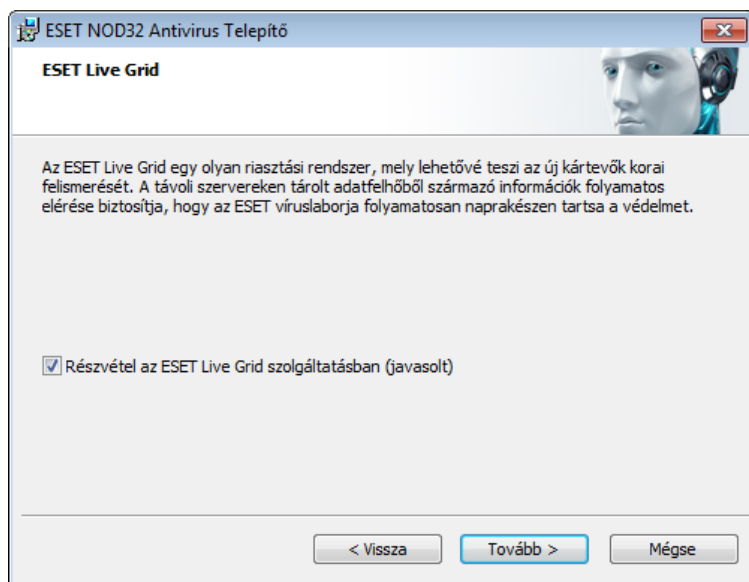 ESET NOD32 Antivirus Telepítő
ESET Live Grid
Az ESET Live Grid egy olyan riasztási rendszer, mely lehetővé teszi az új kártevők korai
felismerését. A távoli szervereken tárolt adatfelhőből származó információk folyamatos
elérése biztosítja, hogy az ESET víruslaborja folyamatosan naprakészen tartsa a védelmet.
Részvétel az ESET Live Grid szolgáltatásban (javasolt)
< Vissza
Tovább >
Mégse